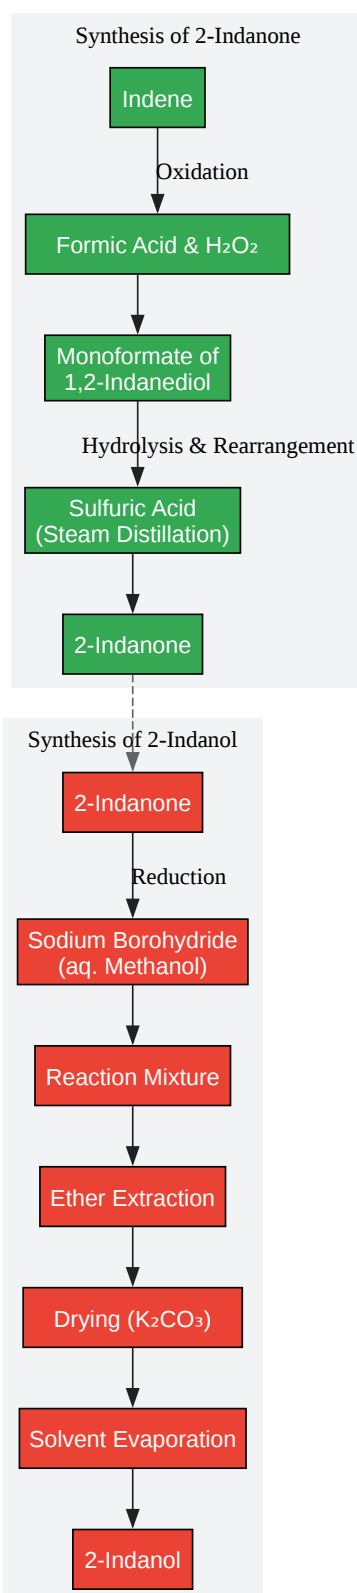 Synthesis of 2-Indanone
Indene
Oxidation
Formic Acid & H₂O₂
Monoformate of
1,2-Indanediol
Hydrolysis & Rearrangement
Sulfuric Acid
(Steam Distillation)
2-Indanone
Synthesis of 2-Indanol
2-Indanone
Reduction
Sodium Borohydride
(aq. Methanol)
Reaction Mixture
Ether Extraction
Drying (K₂CO₃)
Solvent Evaporation
2-Indanol